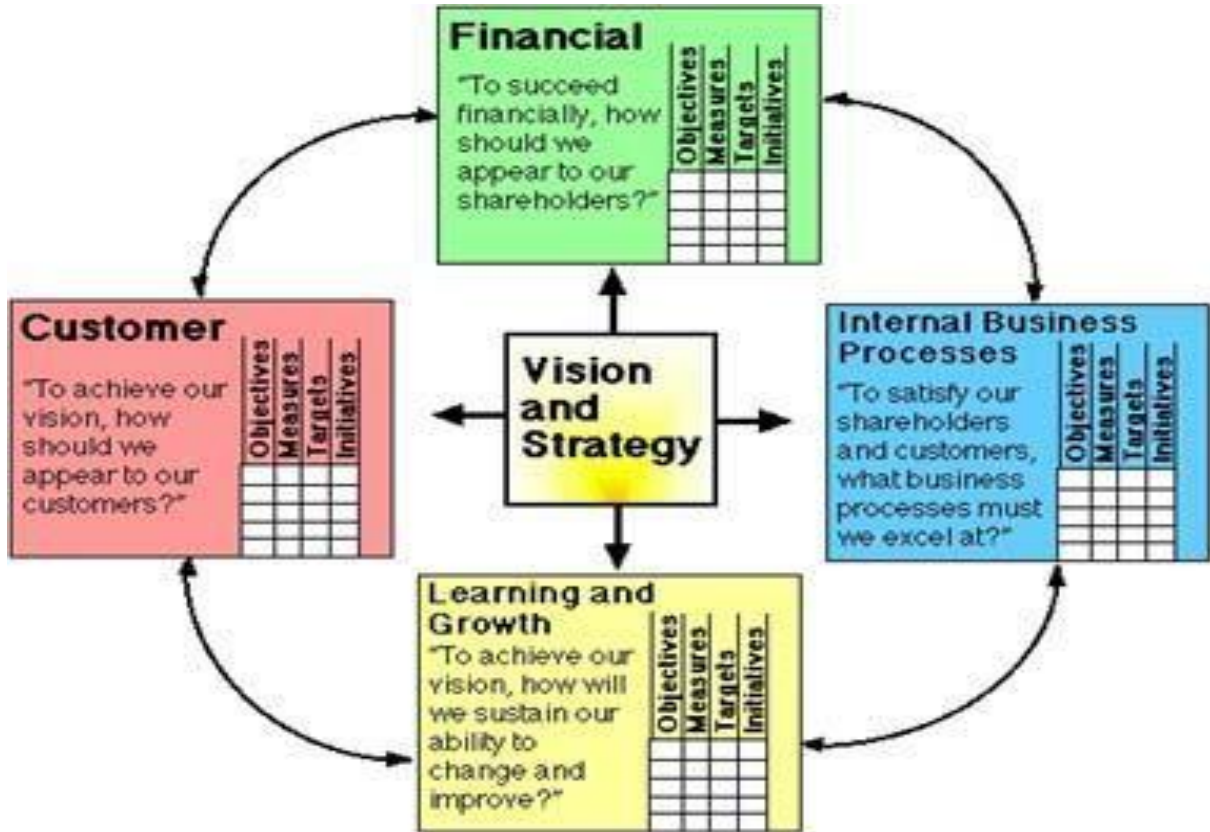 Financial
"To succeed
financially, how
should we
appear to our
shareholders?"
Objectives
Measures
Targets
Initiatives
Customer
"To achieve our
vision, how
should we
appear to our
customers?"
Objectives
Measures
Targets
Initiatives
Vision
and
Strategy
Internal Business
Processes
"To satisfy our
shareholders
and customers,
what business
processes must
we excel at?"
Objectives
Measures
Targets
Initiatives
Learning and
Growth
"To achieve our
vision, how will
we sustain our
ability to
change and
improve?"
Objectives
Measures
Targets
Initiatives